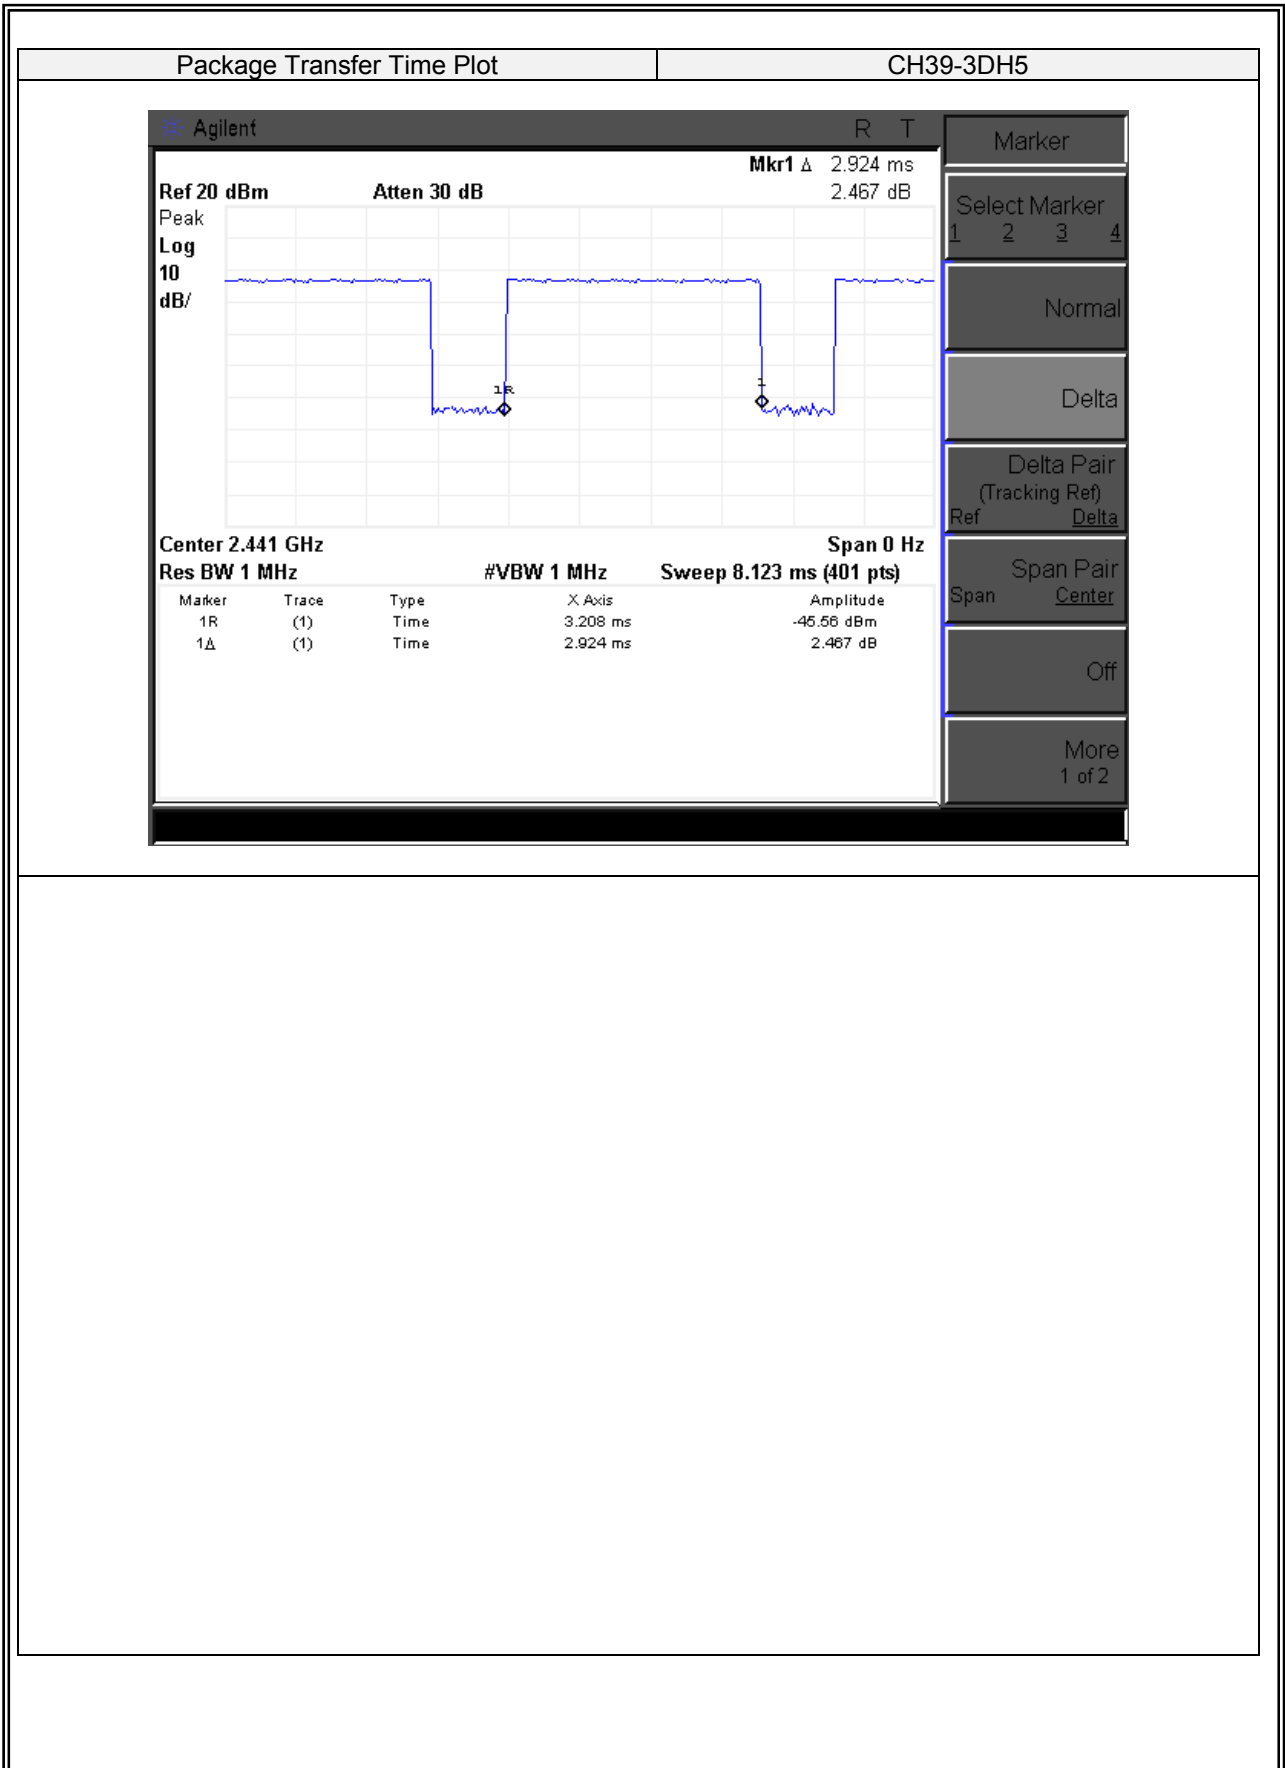 Package Transfer Time Plot CH39-3DH5
Agilent R T
Mkr1 Δ 2.924 ms
Ref 20 dBm Atten 30 dB 2.467 dB
Peak
Log
10
dB/
1R
1
Center 2.441 GHz Span 0 Hz
Res BW 1 MHz #VBW 1 MHz Sweep 8.123 ms (401 pts)
Marker Trace Type X Axis Amplitude
1R (1) Time 3.208 ms -45.56 dBm
1Δ (1) Time 2.924 ms 2.467 dB
Marker
Select Marker
1 2 3 4
Normal
Delta
Delta Pair
(Tracking Ref)
Ref Delta
Span Pair
Span Center
Off
More
1 of 2